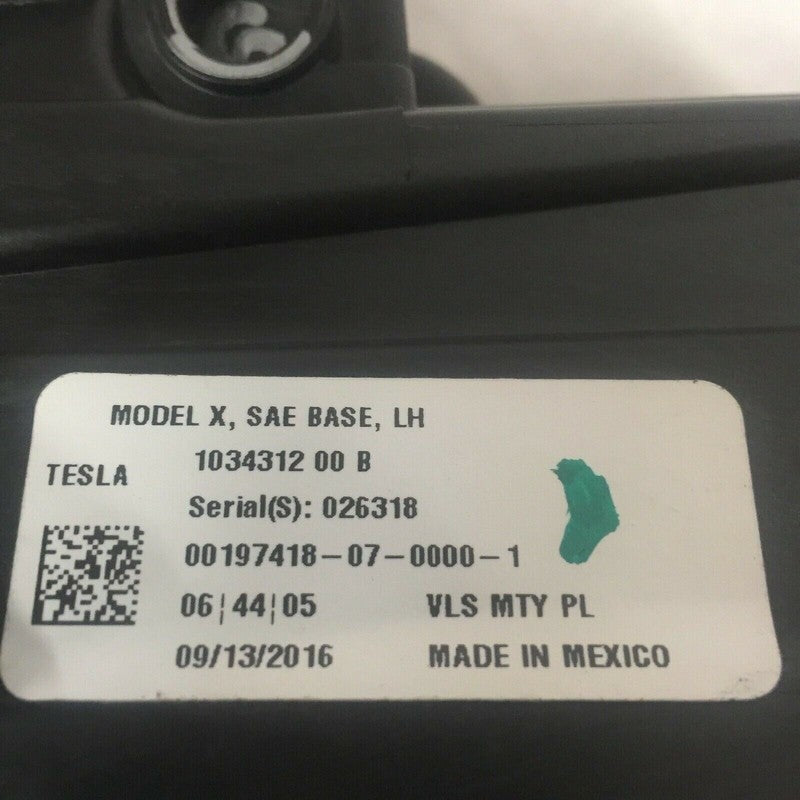 MODEL X, SAE BASE, LH
1034312 00 B
TESLA
Serial(S): 026318
00197418-07-0000-1
06¦44¦05 VLS MTY PL
09/13/2016 MADE IN MEXICO